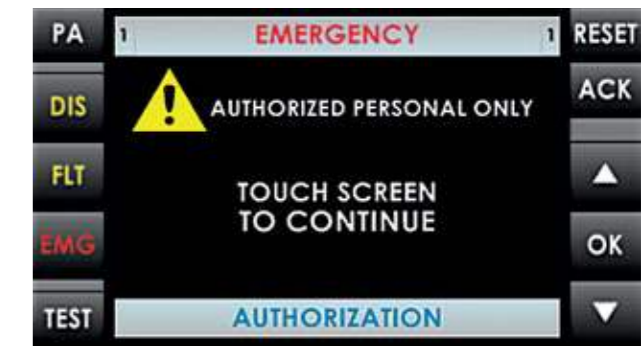 PA
1 EMERGENCY 1
RESET
DIS
! AUTHORIZED PERSONAL ONLY
ACK
FLT
TOUCH SCREEN
TO CONTINUE
EMG
OK
TEST
AUTHORIZATION